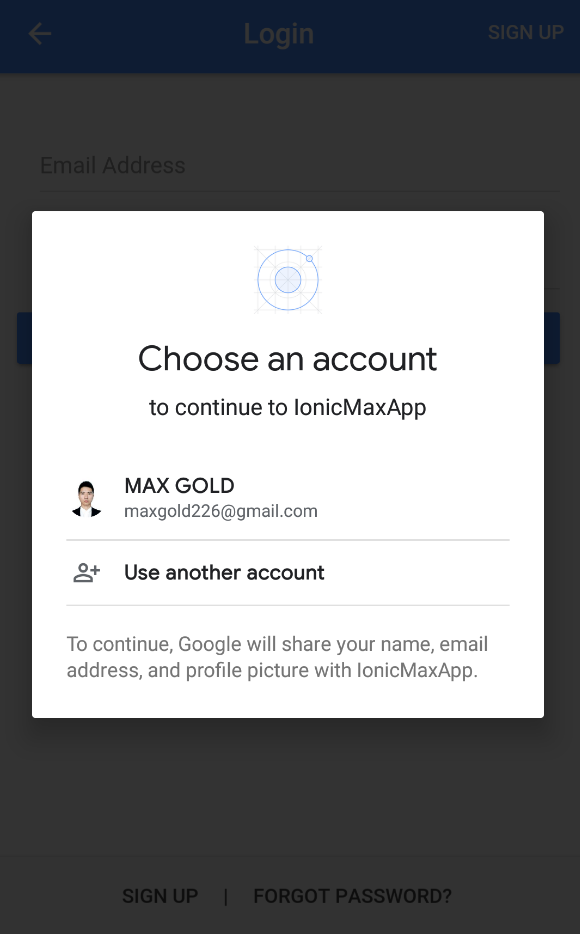 Login
SIGN UP
Email Address
Choose an account
to continue to IonicMaxApp
MAX GOLD
maxgold226@gmail.com
Use another account
To continue, Google will share your name, email
address, and profile picture with IonicMaxApp.
SIGN UP | FORGOT PASSWORD?